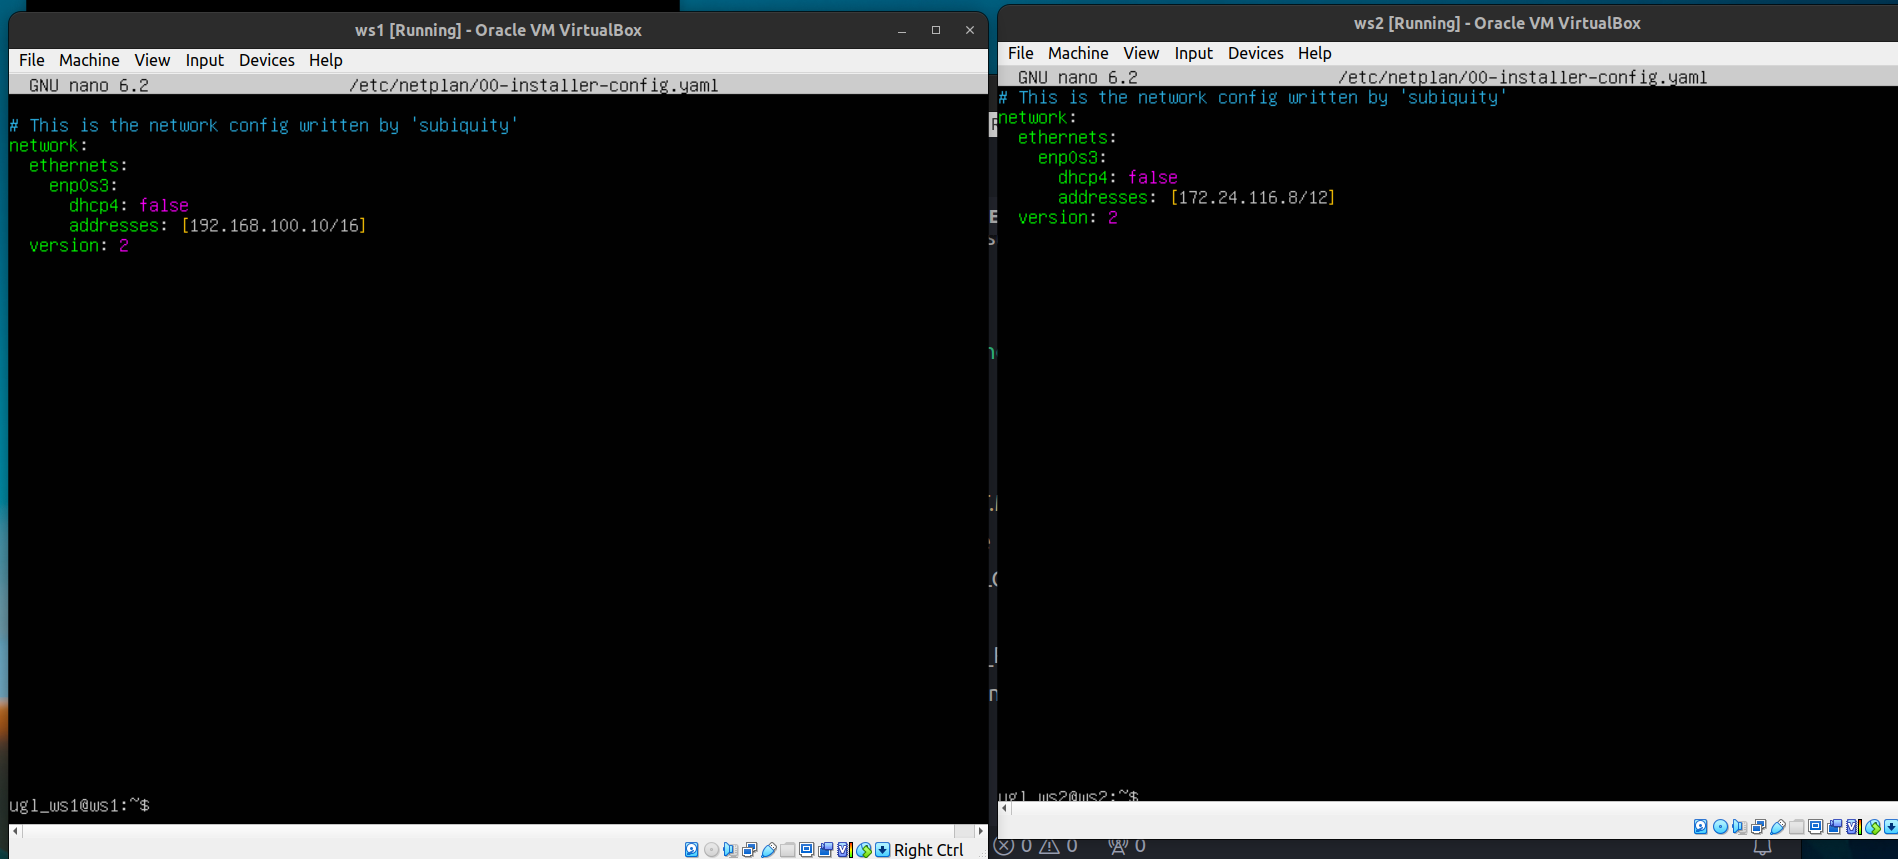 ws1 [Running] - Oracle VM VirtualBox
File Machine View Input Devices Help
GNU nano 6.2 /etc/netplan/00-installer-config.yaml
# This is the network config written by 'subiquity'
network:
  ethernets:
    enp0s3:
      dhcp4: false
      addresses: [192.168.100.10/16]
  version: 2
ugl_ws1@ws1:~$
Right Ctrl
ws2 [Running] - Oracle VM VirtualBox
File Machine View Input Devices Help
GNU nano 6.2 /etc/netplan/00-installer-config.yaml
# This is the network config written by 'subiquity'
network:
  ethernets:
    enp0s3:
      dhcp4: false
      addresses: [172.24.116.8/12]
  version: 2
ugl_ws2@ws2:~$
0 0 0